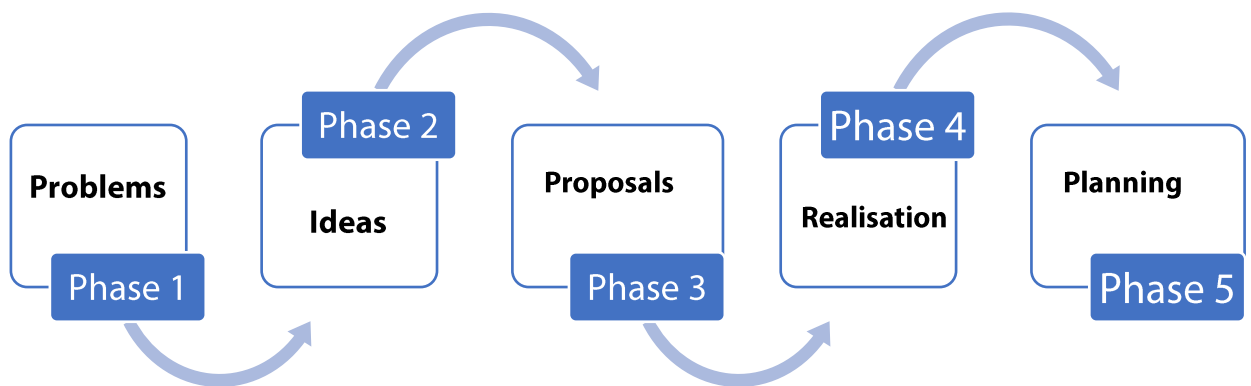 Problems
Phase 1
Phase 2
Ideas
Proposals
Phase 3
Phase 4
Realisation
Planning
Phase 5